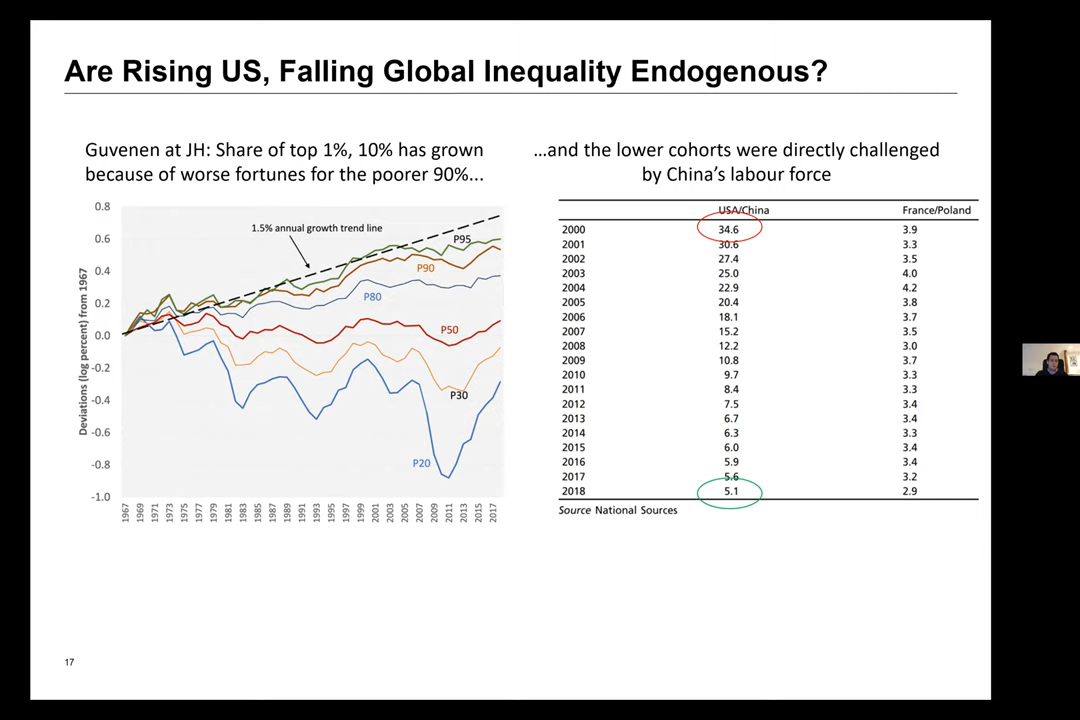 Are Rising US, Falling Global Inequality Endogenous?
Guvenen at JH: Share of top 1%, 10% has grown
because of worse fortunes for the poorer 90%...
0.8
0.6
0.4
0.2
0.0
-0.2
-0.4
-0.6
-0.8
-1.0
Deviations (log percent) from 1967
1.5% annual growth trend line
P95
P90
P80
P50
P30
P20
1967
1969
1971
1973
1975
1977
1979
1981
1983
1985
1987
1989
1991
1993
1995
1997
1999
2001
2003
2005
2007
2009
2011
2013
2015
2017
...and the lower cohorts were directly challenged
by China's labour force
USA/China France/Poland
2000 34.6 3.9
2001 30.6 3.3
2002 27.4 3.5
2003 25.0 4.0
2004 22.9 4.2
2005 20.4 3.8
2006 18.1 3.7
2007 15.2 3.5
2008 12.2 3.0
2009 10.8 3.7
2010 9.7 3.3
2011 8.4 3.3
2012 7.5 3.4
2013 6.7 3.4
2014 6.3 3.3
2015 6.0 3.4
2016 5.9 3.4
2017 5.6 3.2
2018 5.1 2.9
Source National Sources
17